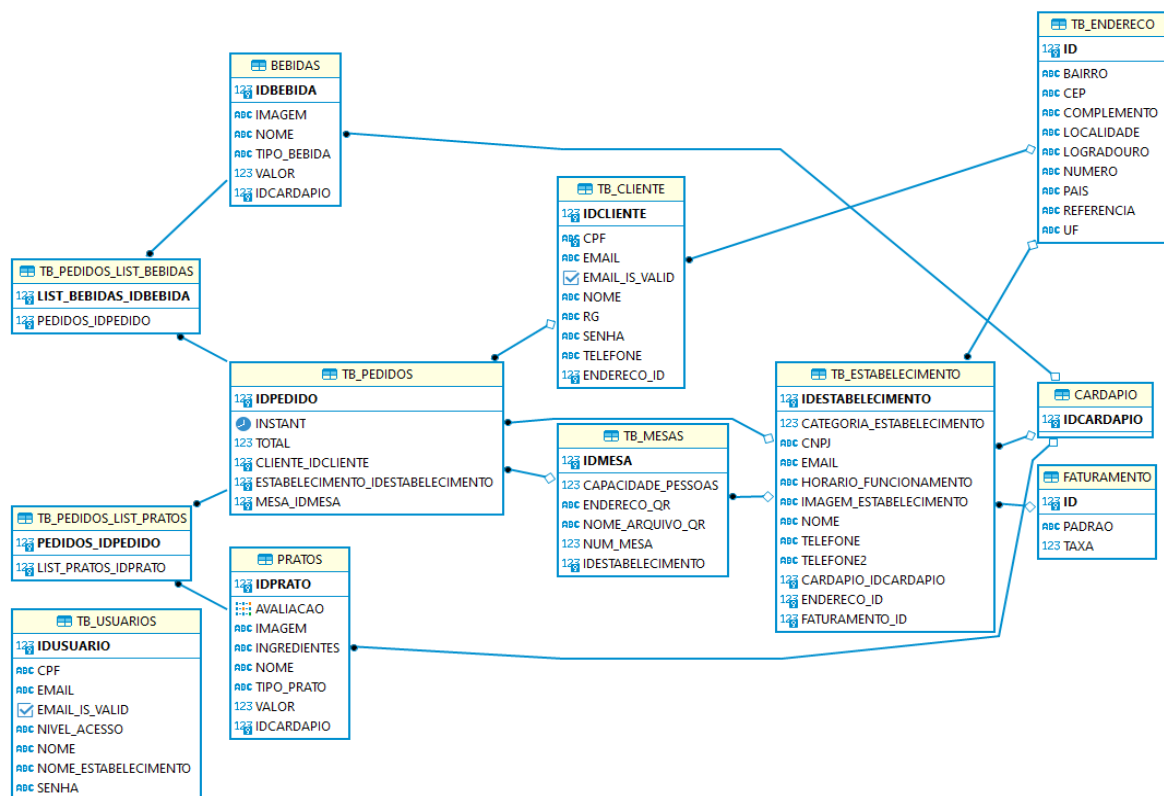 BEBIDAS
IDBEBIDA
IMAGEM
NOME
TIPO_BEBIDA
VALOR
IDCARDAPIO
TB_ENDERECO
ID
BAIRRO
CEP
COMPLEMENTO
LOCALIDADE
LOGRADOURO
NUMERO
PAIS
REFERENCIA
UF
TB_CLIENTE
IDCLIENTE
CPF
EMAIL
EMAIL_IS_VALID
NOME
RG
SENHA
TELEFONE
ENDERECO_ID
TB_PEDIDOS_LIST_BEBIDAS
LIST_BEBIDAS_IDBEBIDA
PEDIDOS_IDPEDIDO
TB_PEDIDOS
IDPEDIDO
INSTANT
TOTAL
CLIENTE_IDCLIENTE
ESTABELECIMENTO_IDESTABELECIMENTO
MESA_IDMESA
TB_MESAS
IDMESA
CAPACIDADE_PESSOAS
ENDERECO_QR
NOME_ARQUIVO_QR
NUM_MESA
IDESTABELECIMENTO
TB_ESTABELECIMENTO
IDESTABELECIMENTO
CATEGORIA_ESTABELECIMENTO
CNPJ
EMAIL
HORARIO_FUNCIONAMENTO
IMAGEM_ESTABELECIMENTO
NOME
TELEFONE
TELEFONE2
CARDAPIO_IDCARDAPIO
ENDERECO_ID
FATURAMENTO_ID
CARDAPIO
IDCARDAPIO
FATURAMENTO
ID
PADRAO
TAXA
TB_PEDIDOS_LIST_PRATOS
PEDIDOS_IDPEDIDO
LIST_PRATOS_IDPRATO
PRATOS
IDPRATO
AVALIACAO
IMAGEM
INGREDIENTES
NOME
TIPO_PRATO
VALOR
IDCARDAPIO
TB_USUARIOS
IDUSUARIO
CPF
EMAIL
EMAIL_IS_VALID
NIVEL_ACESSO
NOME
NOME_ESTABELECIMENTO
SENHA